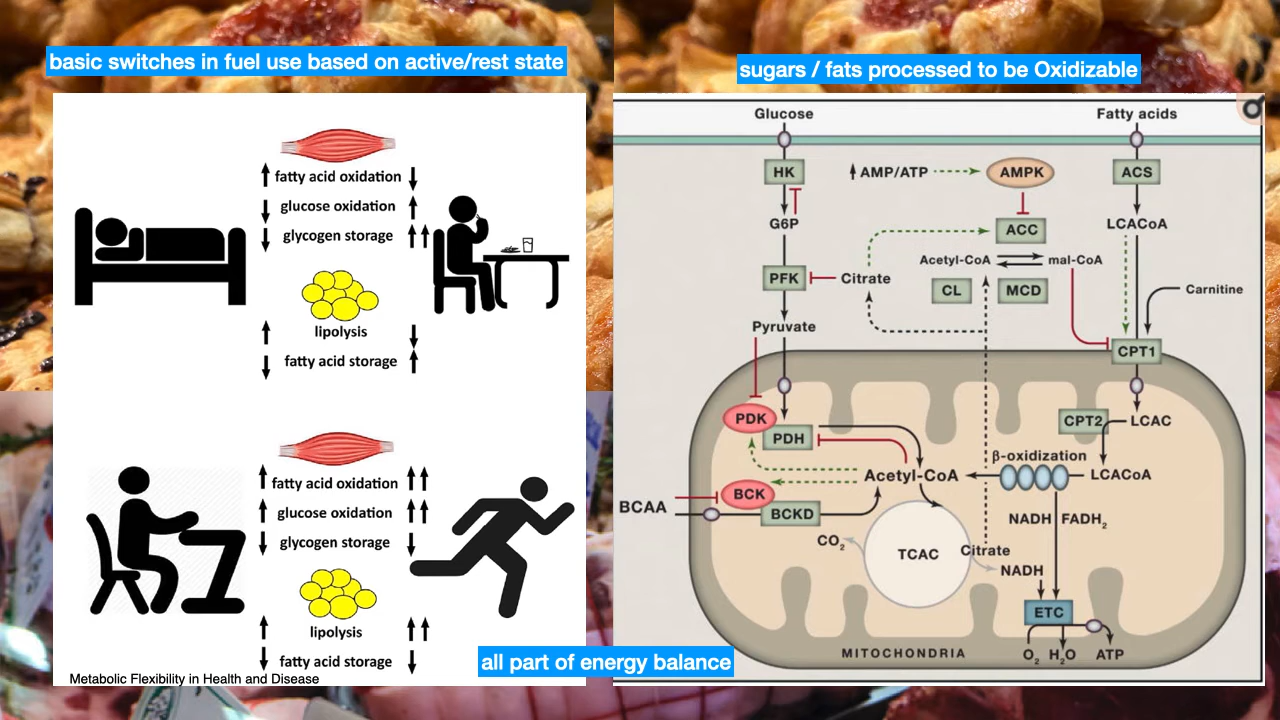 basic switches in fuel use based on active/rest state
sugars / fats processed to be Oxidizable
fatty acid oxidation
glucose oxidation
glycogen storage
lipolysis
fatty acid storage
fatty acid oxidation
glucose oxidation
glycogen storage
lipolysis
fatty acid storage
Metabolic Flexibility in Health and Disease
all part of energy balance
Glucose
Fatty acids
HK
AMP/ATP
AMPK
ACS
G6P
ACC
LCACoA
Acetyl-CoA
mal-CoA
PFK
Citrate
CL
MCD
Carnitine
Pyruvate
CPT1
PDK
PDH
CPT2
LCAC
β-oxidization
Acetyl-CoA
LCACoA
BCK
BCAA
BCKD
NADH
FADH₂
CO₂
TCAC
Citrate
NADH
ETC
MITOCHONDRIA
O₂
H₂O
ATP